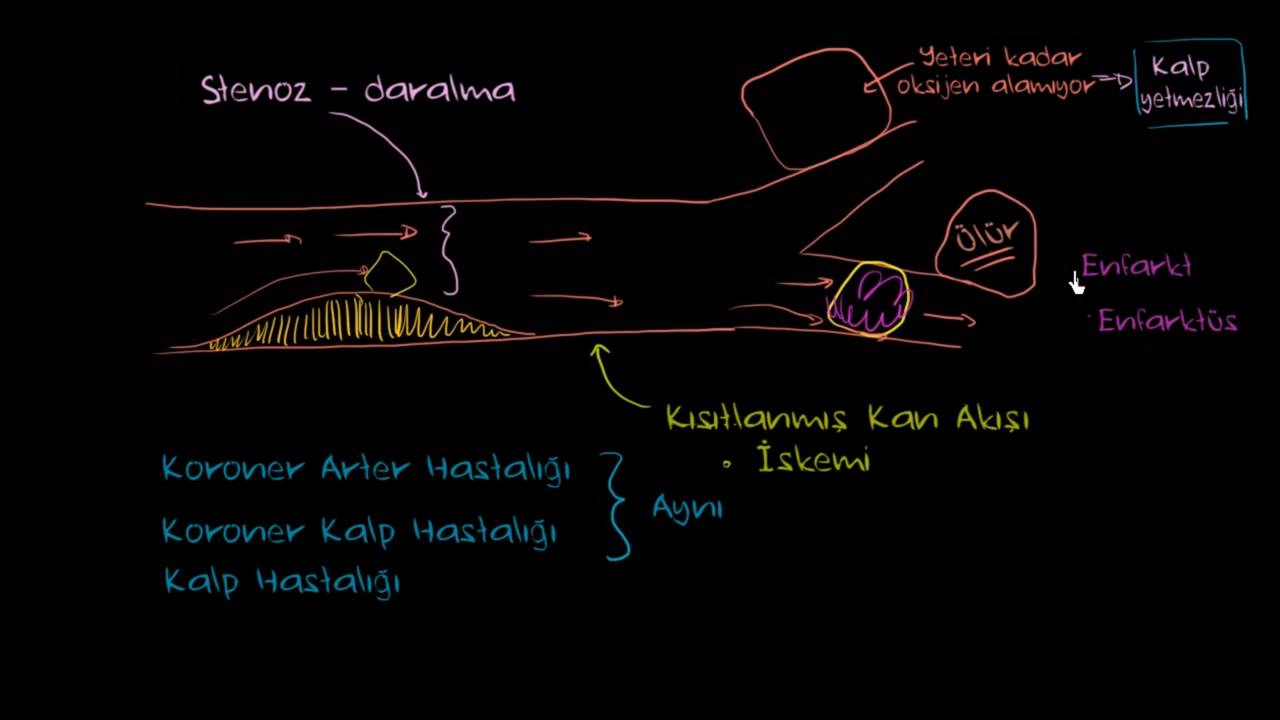 Stenoz - daralma
Yeteri kadar
oksijen alamıyor
Kalp
yetmezliği
Ölür
Enfarkt
Enfarktüs
Kısıtlanmış Kan Akışı
• İskemi
Koroner Arter Hastalığı
Koroner Kalp Hastalığı
Aynı
Kalp Hastalığı